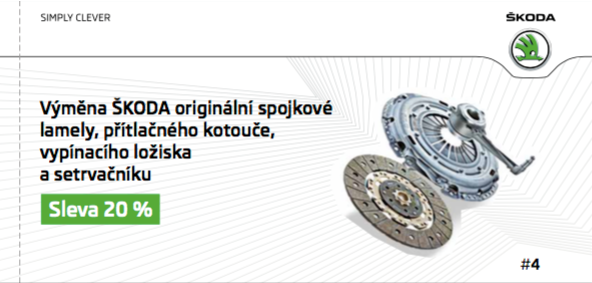 SIMPLY CLEVER
ŠKODA
Výměna ŠKODA originální spojkové
lamely, přítlačného kotouče,
vypínacího ložiska
a setrvačníku
Sleva 20 %
#4